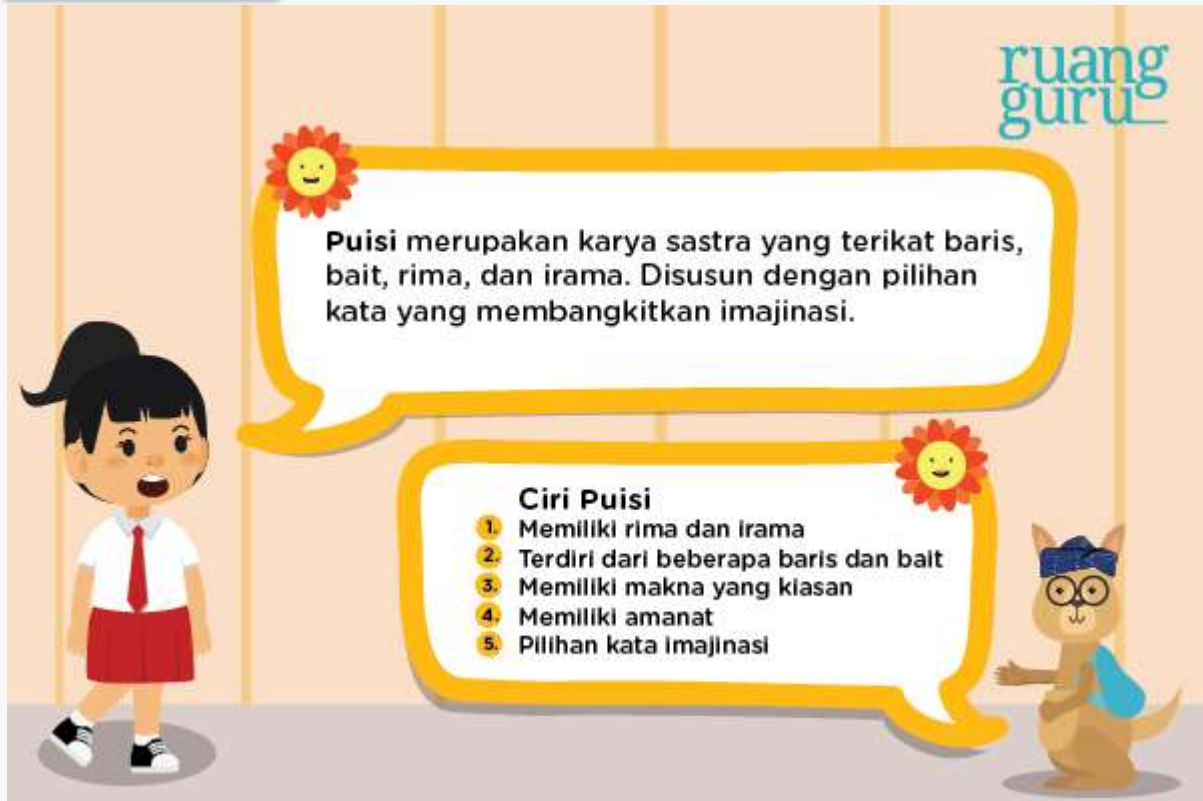 ruang
guru
Puisi merupakan karya sastra yang terikat baris,
bait, rima, dan irama. Disusun dengan pilihan
kata yang membangkitkan imajinasi.
Ciri Puisi
1. Memiliki rima dan irama
2. Terdiri dari beberapa baris dan bait
3. Memiliki makna yang kiasan
4. Memiliki amanat
5. Pilihan kata imajinasi